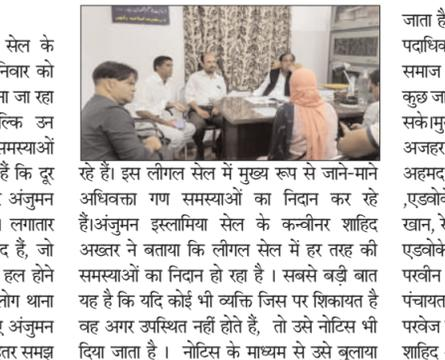 सेल के
निवार को
ना जा रहा
ल्कि उन
समस्याओं
हैं कि दूर
अंजुमन
लगातार
द हैं, जो
हल होने
लोग थाना
अंजुमन
हतर समझ
रहे हैं। इस लीगल सेल में मुख्य रूप से जाने-माने
अधिवक्ता गण समस्याओं का निदान कर रहे
हैं।अंजुमन इस्लामिया सेल के कन्वीनर शाहिद
अख्तर ने बताया कि लीगल सेल में हर तरह की
समस्याओं का निदान हो रहा है । सबसे बड़ी बात
यह है कि यदि कोई भी व्यक्ति जिस पर शिकायत है
वह अगर उपस्थित नहीं होते हैं, तो उसे नोटिस भी
दिया जाता है । नोटिस के माध्यम से उसे बुलाया
जाता है
पदाधिक
समाज
कुछ जा
सके।मु
अजहर
अहमद
,एडवोके
खान, रे
एडवोके
परवीन
पंचायत
परवेज
शाहिद